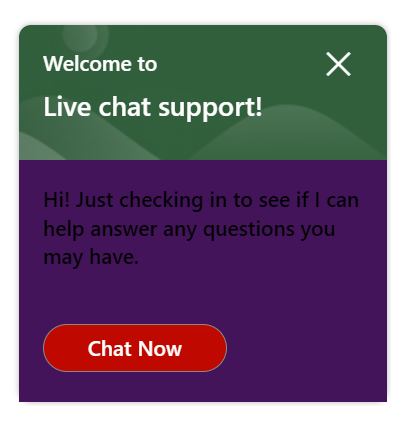 Welcome to
Live chat support!
Hi! Just checking in to see if I can
help answer any questions you
may have.
Chat Now